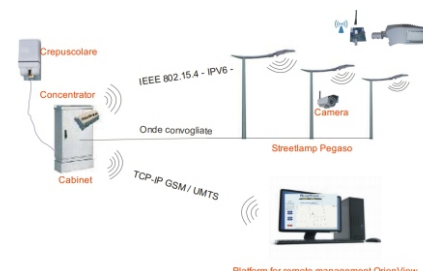 Crepuscolare
Concentrator
IEEE 802.15.4 - IPV6 -
Camera
Onde convogliate
Streetlamp Pegaso
Cabinet
TCP-IP GSM / UMTS
Platform for remote management OrionView